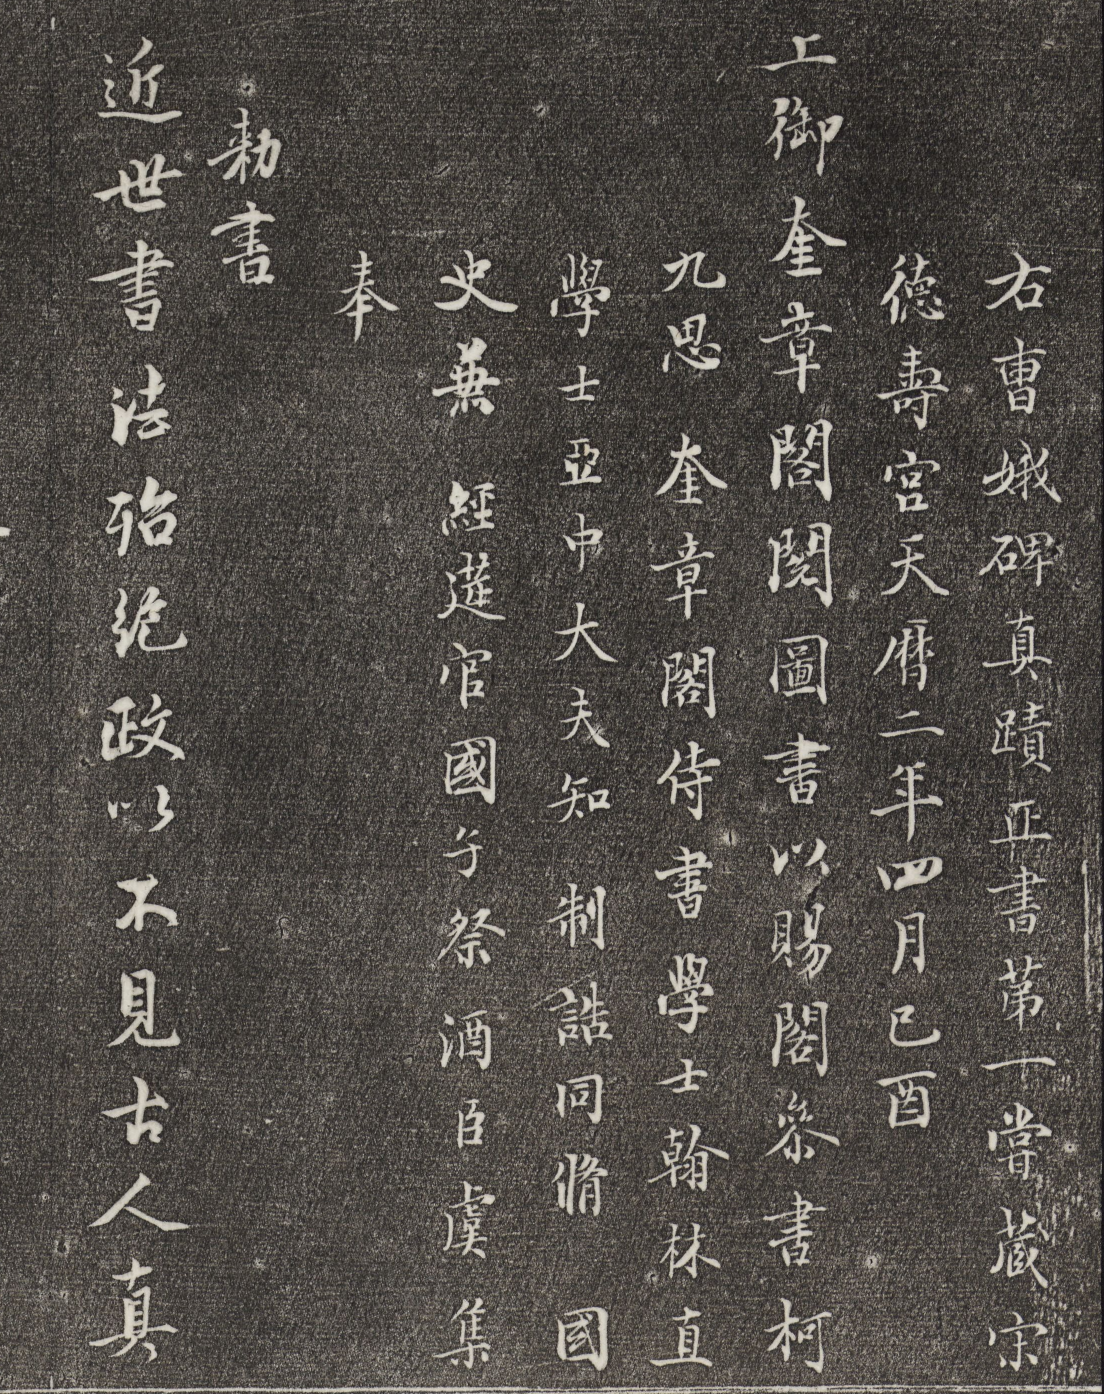 右曹娥碑真蹟正書第一嘗藏宋
德壽宮天曆二年四月己酉
上御奎章閣閱圖書以賜閣參書柯
九思奎章閣侍書學士翰林直
學士亞中大夫知制誥同脩國
史兼經筵官國子祭酒臣虞集
奉
勑書
近世書法殆絕政以不見古人真